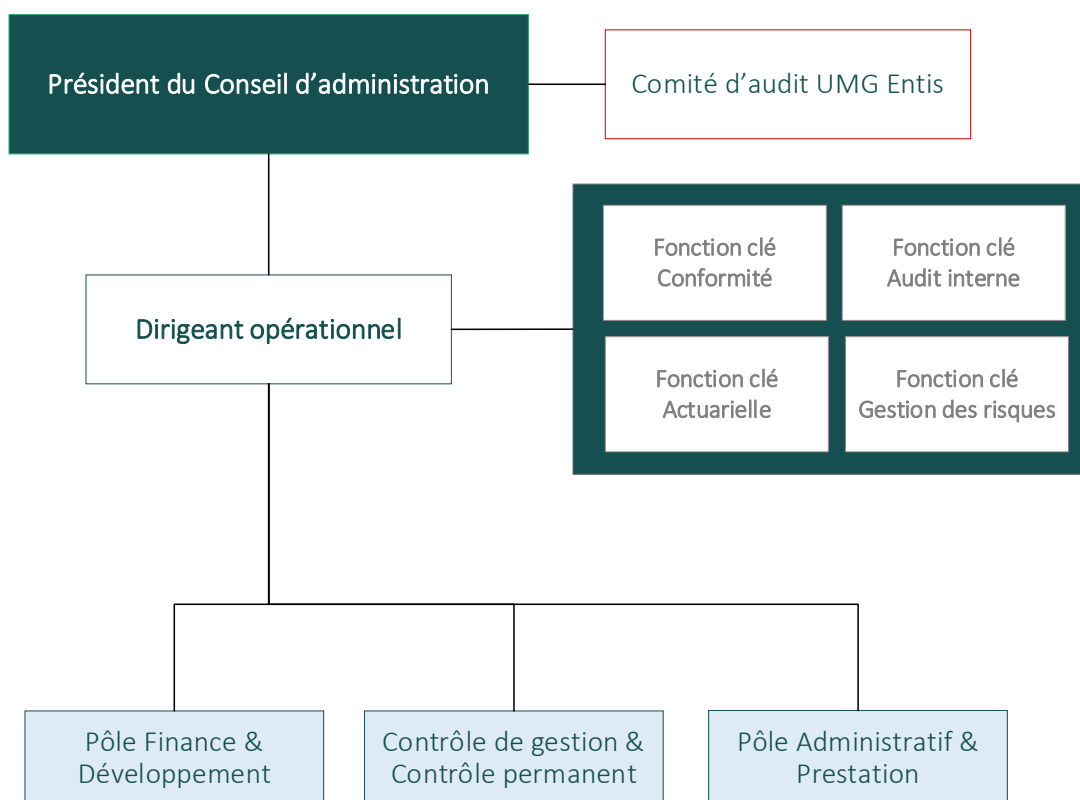 Président du Conseil d’administration
Comité d’audit UMG Entis
Fonction clé
Conformité
Fonction clé
Audit interne
Dirigeant opérationnel
Fonction clé
Actuarielle
Fonction clé
Gestion des risques
Pôle Finance &
Développement
Contrôle de gestion &
Contrôle permanent
Pôle Administratif &
Prestation